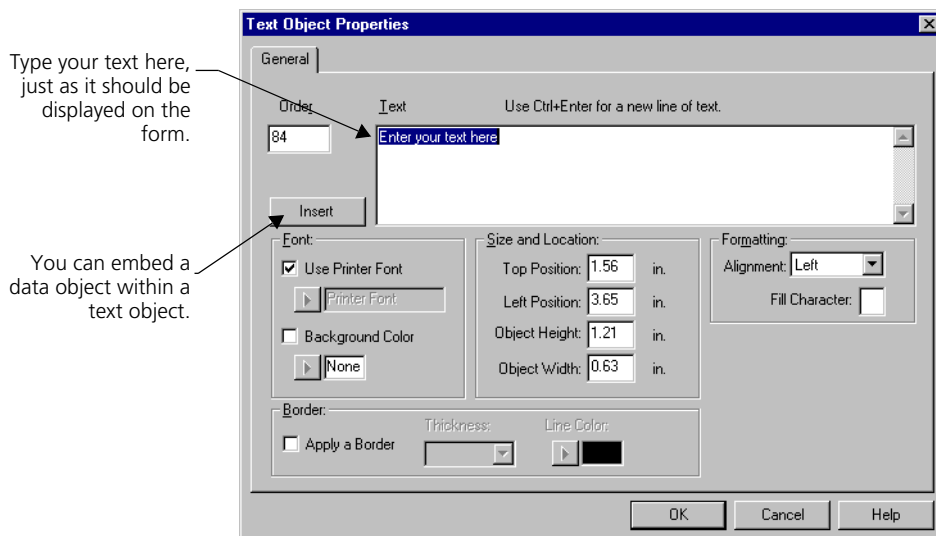 Text Object Properties
General
Type your text here,
just as it should be
displayed on the
form.
Order
Text
Use Ctrl+Enter for a new line of text.
84
Enter your text here
Insert
You can embed a
data object within a
text object.
Font:
Use Printer Font
Printer Font
Background Color
None
Size and Location:
Top Position: 1.56 in.
Left Position: 3.65 in.
Object Height: 1.21 in.
Object Width: 0.63 in.
Formatting:
Alignment: Left
Fill Character:
Border:
Apply a Border
Thickness:
Line Color:
OK Cancel Help